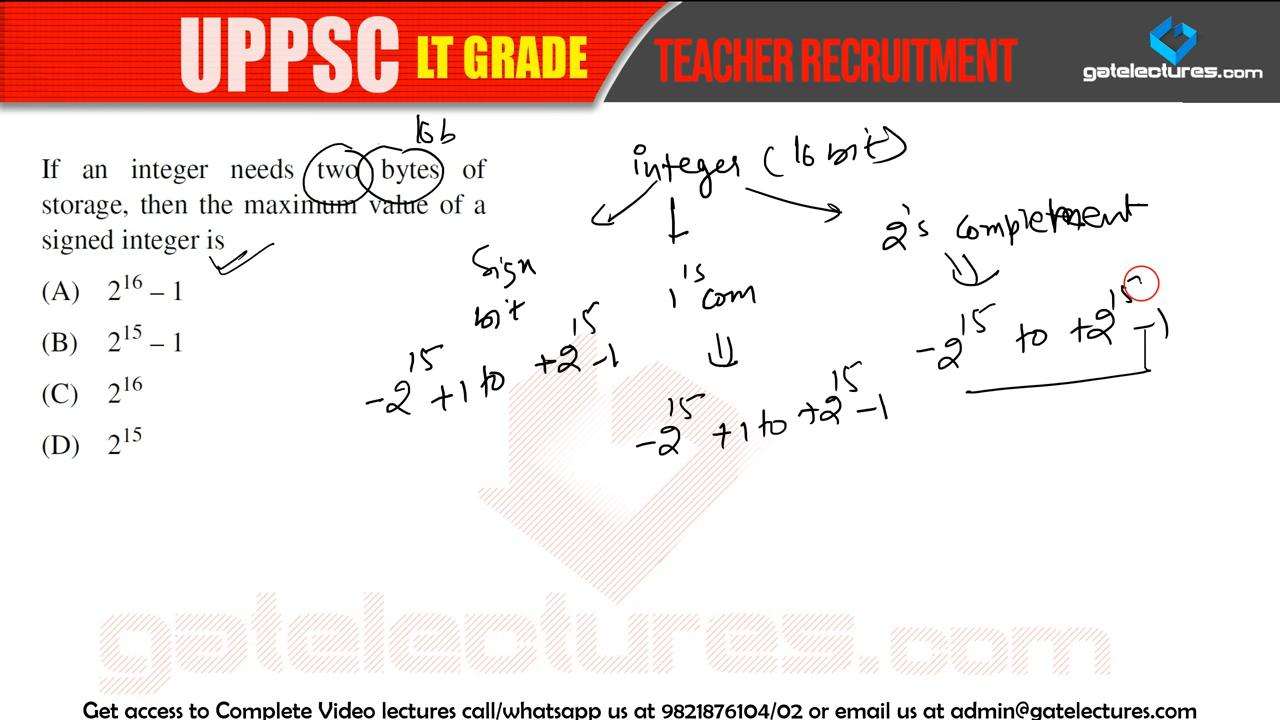 UPPSC LT GRADE TEACHER RECRUITMENT
gatelectures.com
16b
If an integer needs two bytes of
storage, then the maximum value of a
signed integer is
(A) 2^16 – 1
(B) 2^15 – 1
(C) 2^16
(D) 2^15
integer (16 bit)
Sign
bit
-2^15 +1 to +2^15 -1
1's
com
-2^15 +1 to +2^15 -1
2's complement
-2^15 to +2^15 -1
gatelectures.com
Get access to Complete Video lectures call/whatsapp us at 9821876104/02 or email us at admin@gatelectures.com